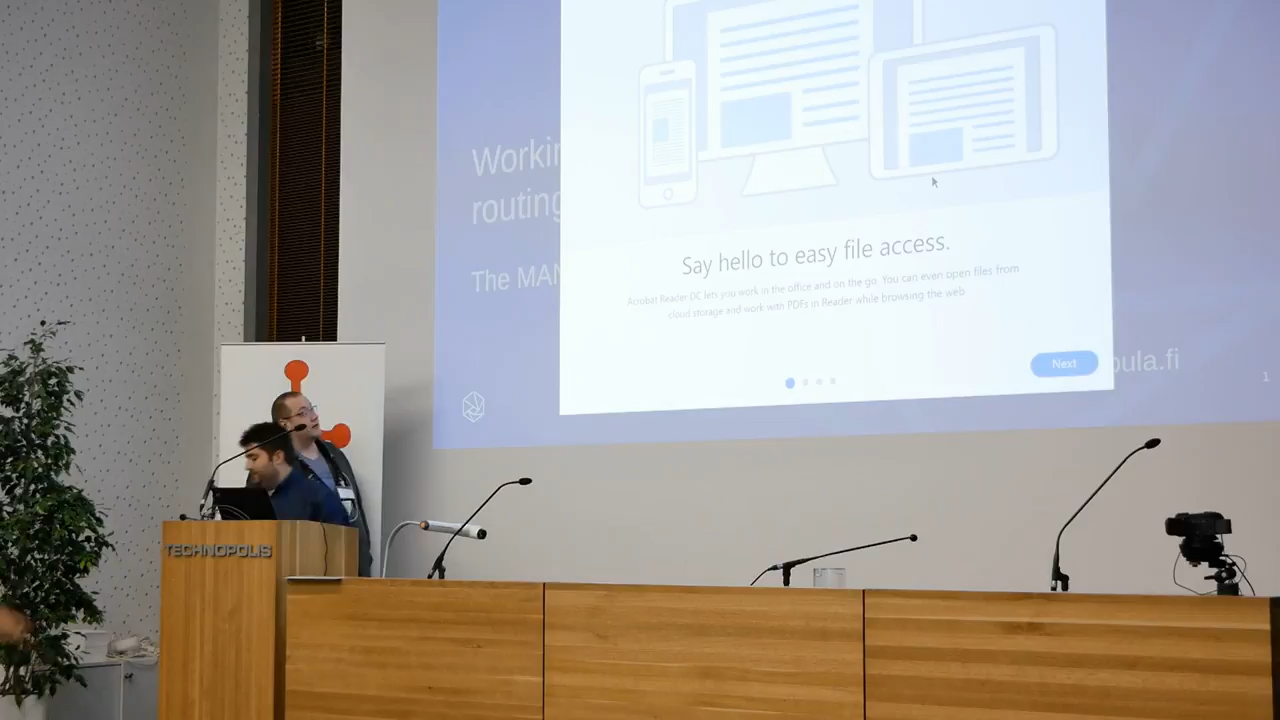 Workin
routing
The MAN
Say hello to easy file access.
Acrobat Reader DC lets you work in the office and on the go. You can even open files from
cloud storage and work with PDFs in Reader while browsing the web
Next
pula.fi
1
TECHNOPOLIS